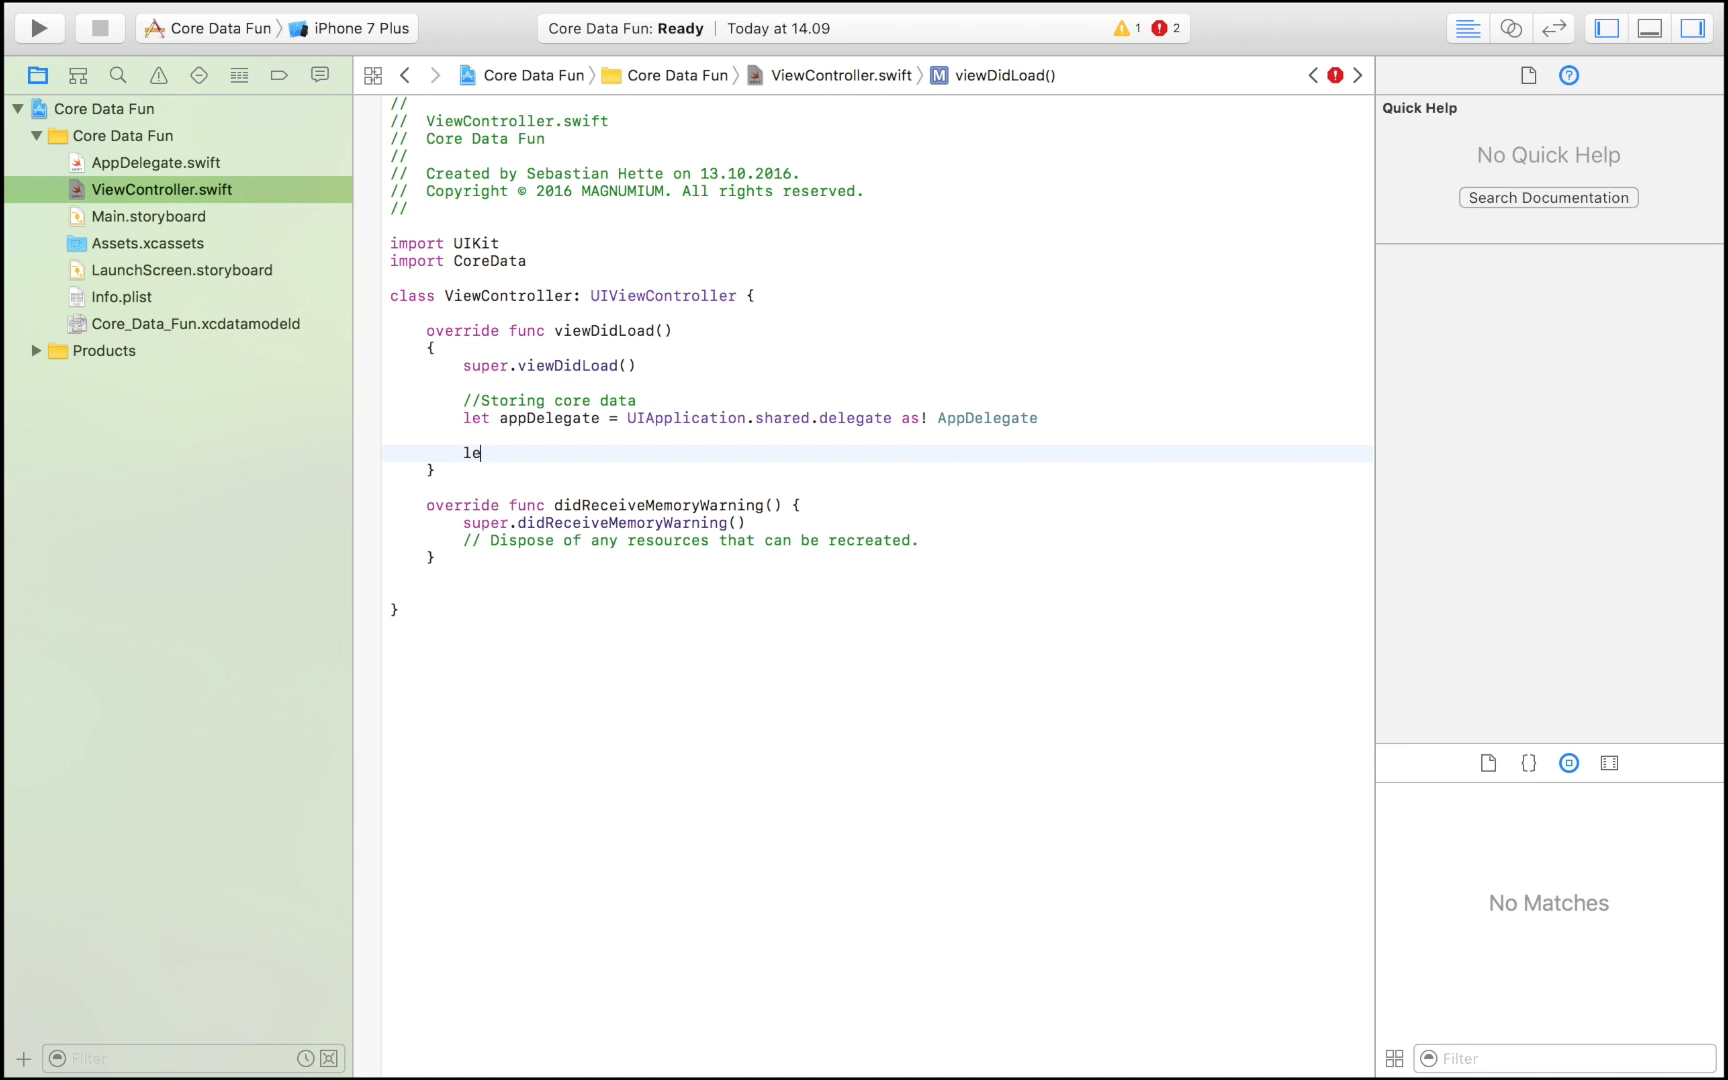 Core Data Fun iPhone 7 Plus
Core Data Fun: Ready | Today at 14.09
1 2
Core Data Fun Core Data Fun ViewController.swift M viewDidLoad()
Core Data Fun
Core Data Fun
AppDelegate.swift
ViewController.swift
Main.storyboard
Assets.xcassets
LaunchScreen.storyboard
Info.plist
Core_Data_Fun.xcdatamodeld
Products
Filter
//
// ViewController.swift
// Core Data Fun
//
// Created by Sebastian Hette on 13.10.2016.
// Copyright © 2016 MAGNUMIUM. All rights reserved.
//
import UIKit
import CoreData
class ViewController: UIViewController {
override func viewDidLoad()
{
super.viewDidLoad()
//Storing core data
let appDelegate = UIApplication.shared.delegate as! AppDelegate
le
}
override func didReceiveMemoryWarning() {
super.didReceiveMemoryWarning()
// Dispose of any resources that can be recreated.
}
}
Quick Help
No Quick Help
Search Documentation
{}
No Matches
Filter